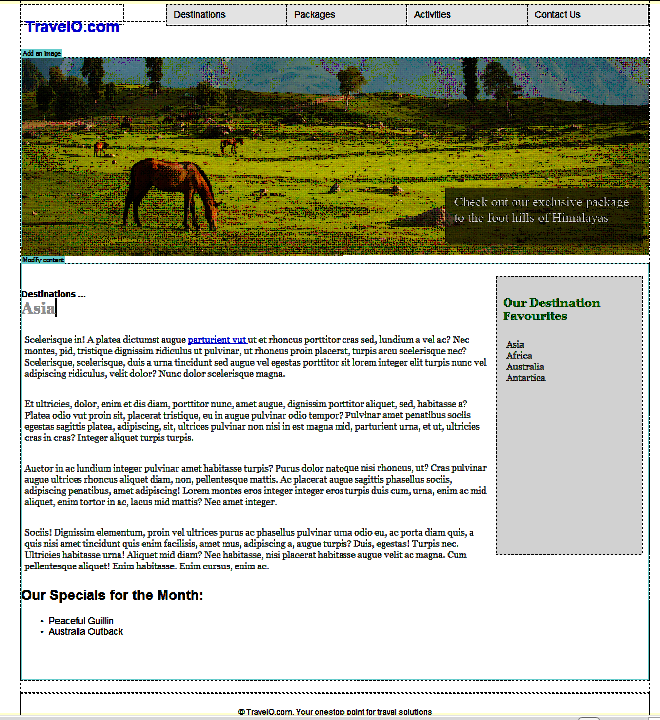 TravelO.com
Destinations
Packages
Activities
Contact Us
Add an image
Check out our exclusive package
to the foot hills of Himalayas
Modify content
Destinations ...
Asia
Scelerisque in! A platea dictumst augue parturient vut ut et rhoncus porttitor cras sed, lundium a vel ac? Nec
montes, pid, tristique dignissim ridiculus ut pulvinar, ut rhoncus proin placerat, turpis arcu scelerisque nec?
Scelerisque, scelerisque, duis a urna tincidunt sed augue vel egestas porttitor sit lorem integer elit turpis nunc vel
adipiscing ridiculus, velit dolor? Nunc dolor scelerisque magna.
Et ultricies, dolor, enim et dis diam, porttitor nunc, amet augue, dignissim porttitor aliquet, sed, habitasse a?
Platea odio vut proin sit, placerat tristique, eu in augue pulvinar odio tempor? Pulvinar amet penatibus sociis
egestas sagittis platea, adipiscing, sit, ultrices pulvinar non nisi in est magna mid, parturient urna, et ut, ultricies
cras in cras? Integer aliquet turpis turpis.
Auctor in ac lundium integer pulvinar amet habitasse turpis? Purus dolor natoque nisi rhoncus, ut? Cras pulvinar
augue ultrices rhoncus aliquet diam, non, pellentesque mattis. Ac placerat augue sagittis phasellus sociis,
adipiscing penatibus, amet adipiscing! Lorem montes eros integer integer eros turpis duis cum, urna, enim ac mid
aliquet, enim tortor in ac, lacus mid mattis? Nec amet integer.
Sociis! Dignissim elementum, proin vel ultrices purus ac phasellus pulvinar urna odio eu, ac porta diam quis, a
quis nisi amet tincidunt quis enim facilisis, amet mus, adipiscing a, augue turpis? Duis, egestas! Turpis nec.
Ultricies habitasse urna! Aliquet mid diam? Nec habitasse, nisi placerat habitasse augue velit ac magna. Cum
pellentesque aliquet! Enim habitasse. Enim cursus, enim ac.
Our Destination
Favourites
Asia
Africa
Australia
Antartica
Our Specials for the Month:
Peaceful Guillin
Australia Outback
© TravelO.com. Your onestop point for travel solutions